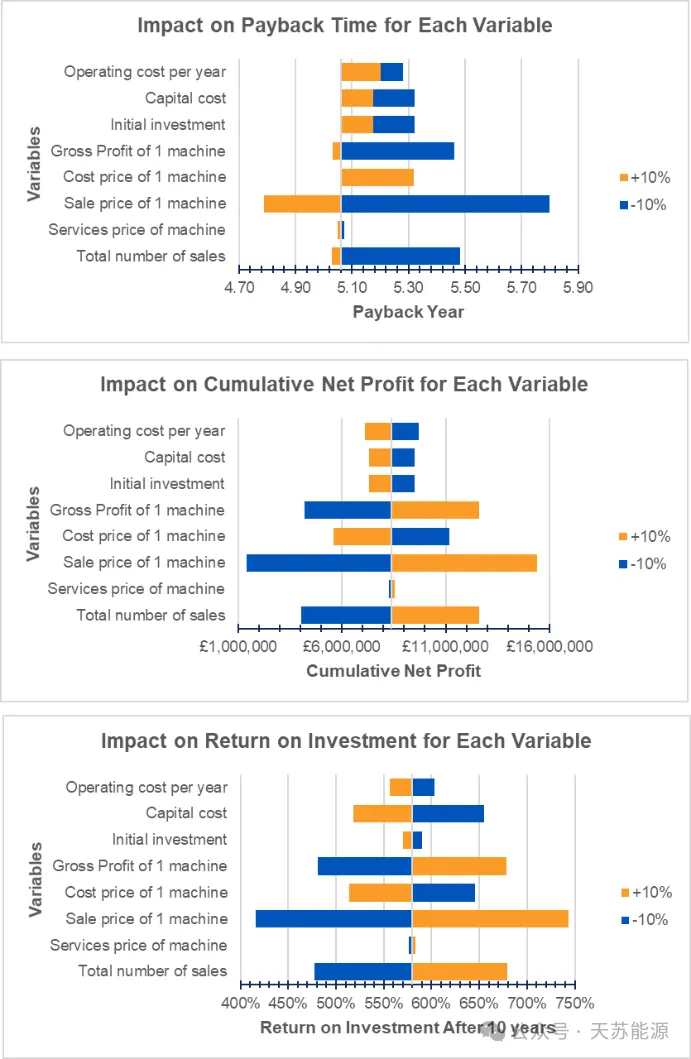 Impact on Payback Time for Each Variable
Variables
Operating cost per year
Capital cost
Initial investment
Gross Profit of 1 machine
Cost price of 1 machine
Sale price of 1 machine
Services price of machine
Total number of sales
+10%
-10%
4.70 4.90 5.10 5.30 5.50 5.70 5.90
Payback Year
Impact on Cumulative Net Profit for Each Variable
Variables
Operating cost per year
Capital cost
Initial investment
Gross Profit of 1 machine
Cost price of 1 machine
Sale price of 1 machine
Services price of machine
Total number of sales
+10%
-10%
£1,000,000 £6,000,000 £11,000,000 £16,000,000
Cumulative Net Profit
Impact on Return on Investment for Each Variable
Variables
Operating cost per year
Capital cost
Initial investment
Gross Profit of 1 machine
Cost price of 1 machine
Sale price of 1 machine
Services price of machine
Total number of sales
+10%
-10%
400% 450% 500% 550% 600% 650% 700% 750%
Return on Investment After 10 years
公众号 · 天苏能源